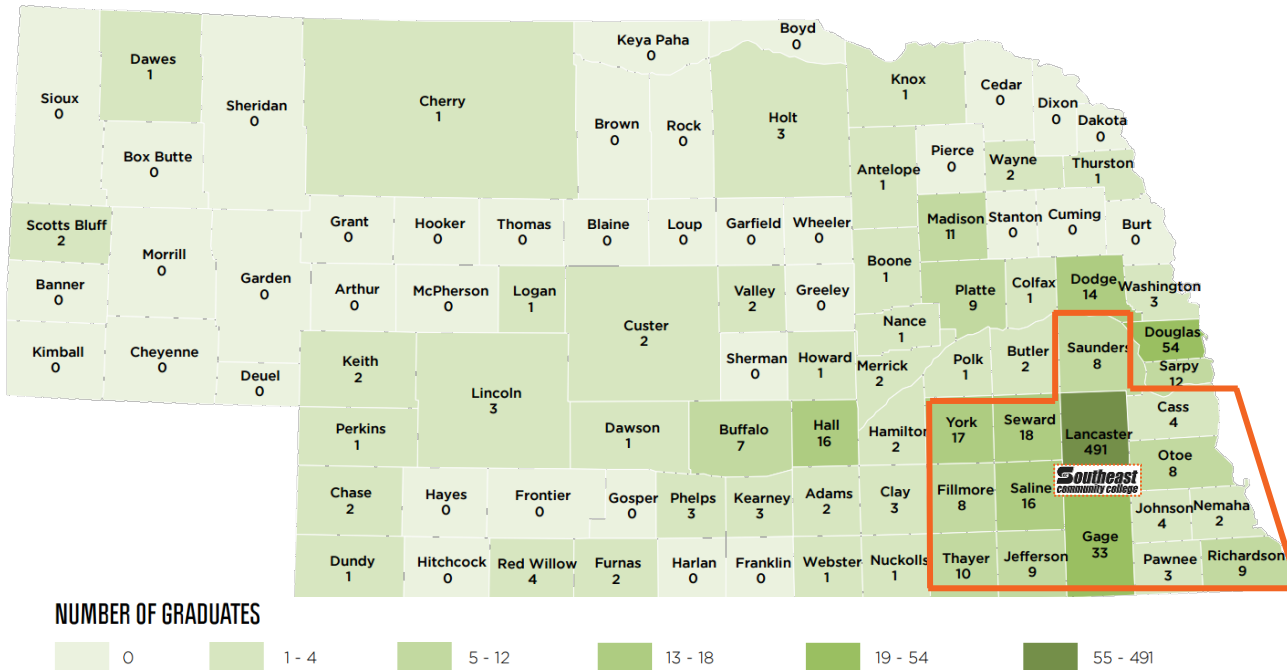 Boyd
0
Keya Paha
0
Dawes
1
Knox
1
Cedar
0
Sioux
0
Sheridan
0
Cherry
1
Dixon
0
Holt
3
Brown
0
Rock
0
Dakota
0
Box Butte
0
Pierce
0
Wayne
2
Thurston
1
Antelope
1
Scotts Bluff
2
Grant
0
Hooker
0
Thomas
0
Blaine
0
Loup
0
Garfield
0
Wheeler
0
Madison
11
Stanton
0
Cuming
0
Burt
0
Morrill
0
Boone
1
Banner
0
Garden
0
Arthur
0
McPherson
0
Logan
1
Valley
2
Greeley
0
Platte
9
Colfax
1
Dodge
14
Washington
3
Custer
2
Nance
1
Douglas
54
Kimball
0
Cheyenne
0
Deuel
0
Keith
2
Sherman
0
Howard
1
Merrick
2
Polk
1
Butler
2
Saunders
8
Sarpy
12
Lincoln
3
Perkins
1
Dawson
1
Buffalo
7
Hall
16
Hamilton
2
York
17
Seward
18
Lancaster
491
Cass
4
Otoe
8
Southeast
community college
Chase
2
Hayes
0
Frontier
0
Gosper
0
Phelps
3
Kearney
3
Adams
2
Clay
3
Fillmore
8
Saline
16
Johnson
4
Nemaha
2
Gage
33
Dundy
1
Hitchcock
0
Red Willow
4
Furnas
2
Harlan
0
Franklin
0
Webster
1
Nuckolls
1
Thayer
10
Jefferson
9
Pawnee
3
Richardson
9
NUMBER OF GRADUATES
0
1 - 4
5 - 12
13 - 18
19 - 54
55 - 491